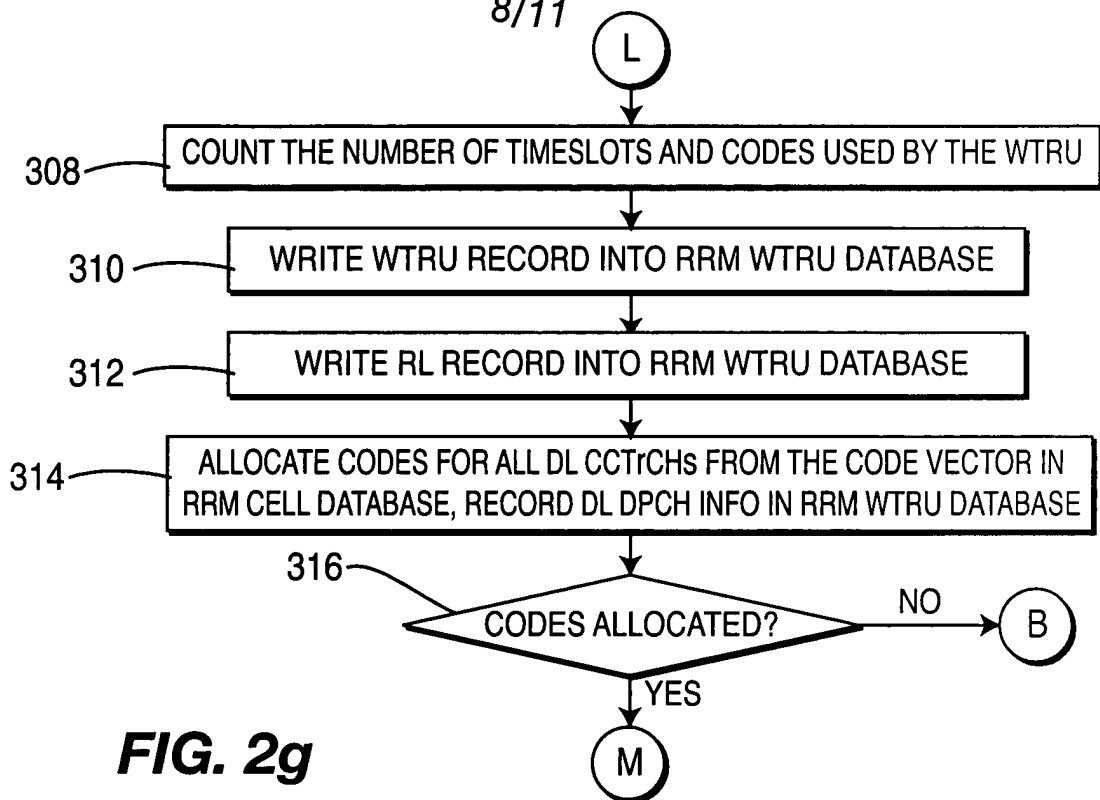 8/11
L
308
COUNT THE NUMBER OF TIMESLOTS AND CODES USED BY THE WTRU
310
WRITE WTRU RECORD INTO RRM WTRU DATABASE
312
WRITE RL RECORD INTO RRM WTRU DATABASE
314
ALLOCATE CODES FOR ALL DL CCTrCHs FROM THE CODE VECTOR IN
RRM CELL DATABASE, RECORD DL DPCH INFO IN RRM WTRU DATABASE
316
CODES ALLOCATED?
NO
B
YES
M
FIG. 2g